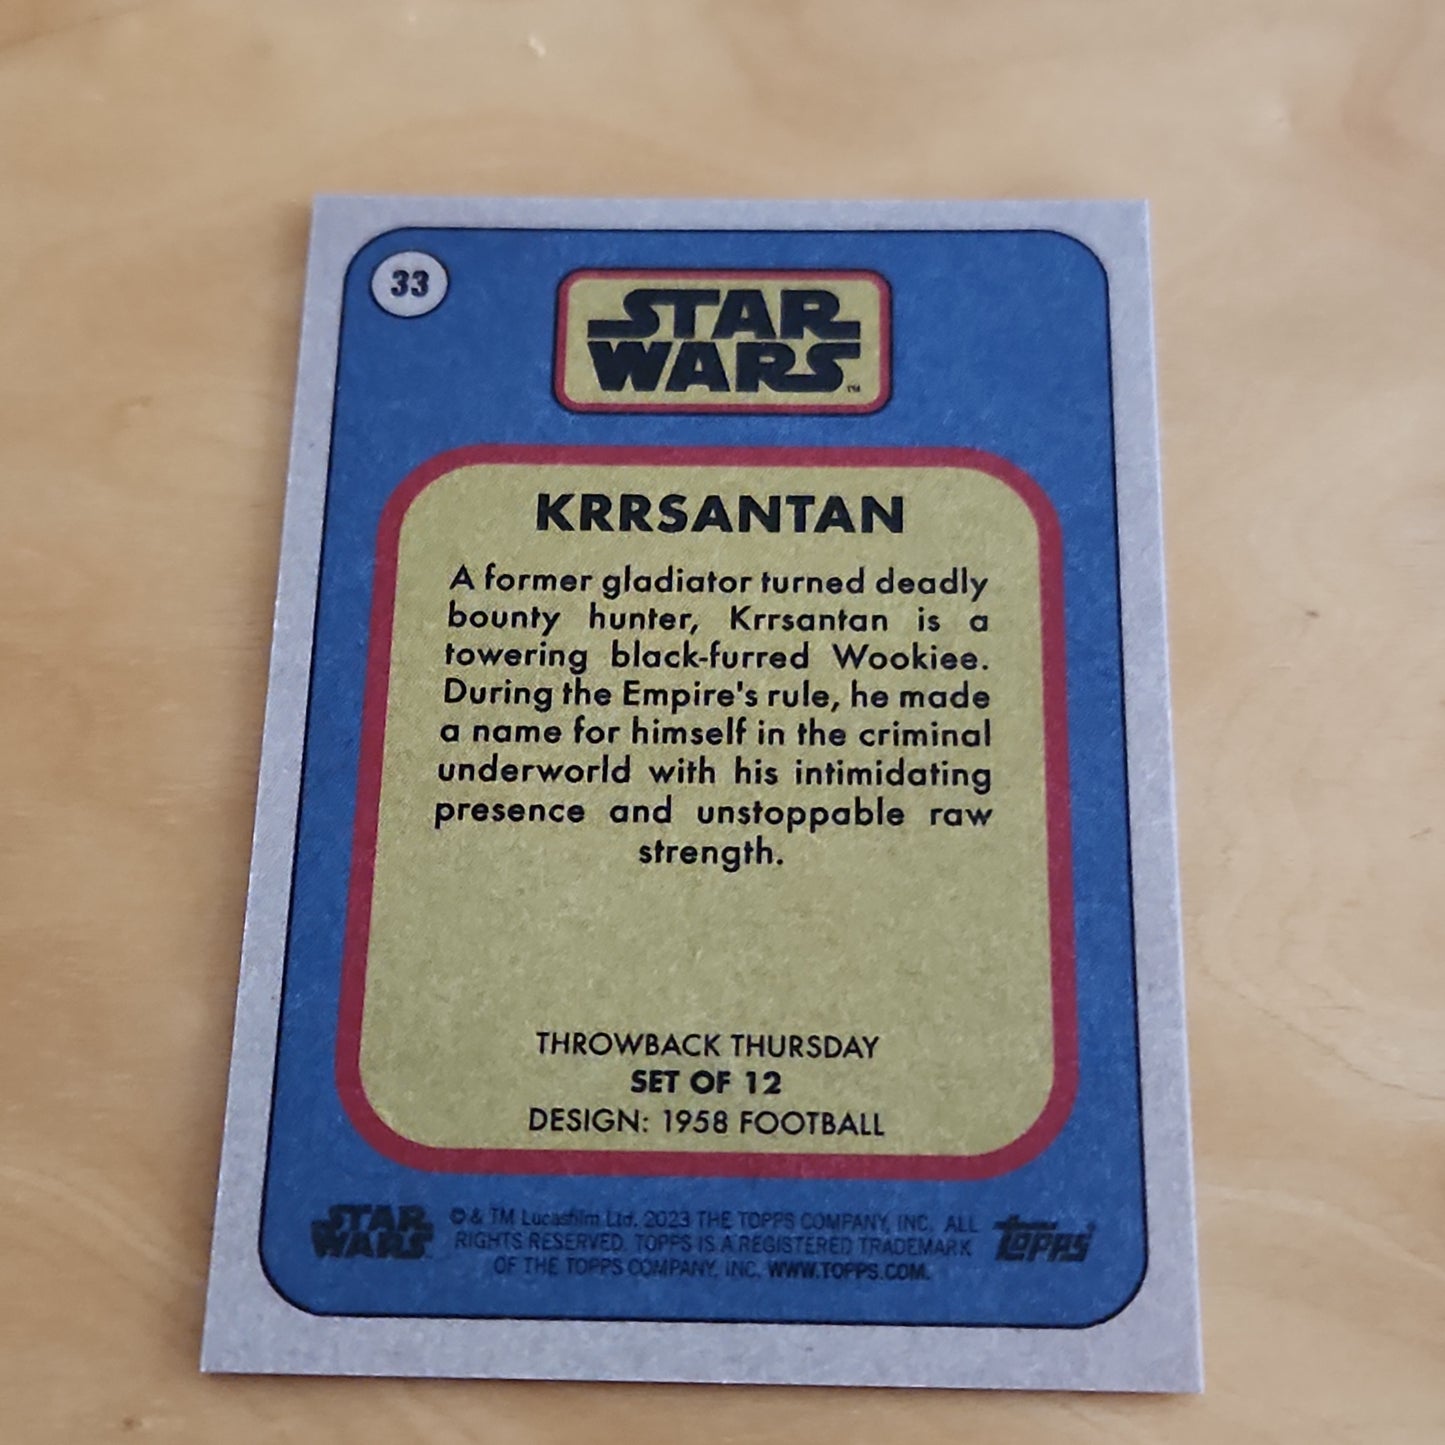 33
STAR
WARS™
KRRSANTAN
A former gladiator turned deadly
bounty hunter, Krrsantan is a
towering black-furred Wookiee.
During the Empire's rule, he made
a name for himself in the criminal
underworld with his intimidating
presence and unstoppable raw
strength.
THROWBACK THURSDAY
SET OF 12
DESIGN: 1958 FOOTBALL
STAR
WARS
© & TM Lucasfilm Ltd. 2023 THE TOPPS COMPANY, INC. ALL
RIGHTS RESERVED. TOPPS IS A REGISTERED TRADEMARK
OF THE TOPPS COMPANY, INC. WWW.TOPPS.COM.
TOPPS®